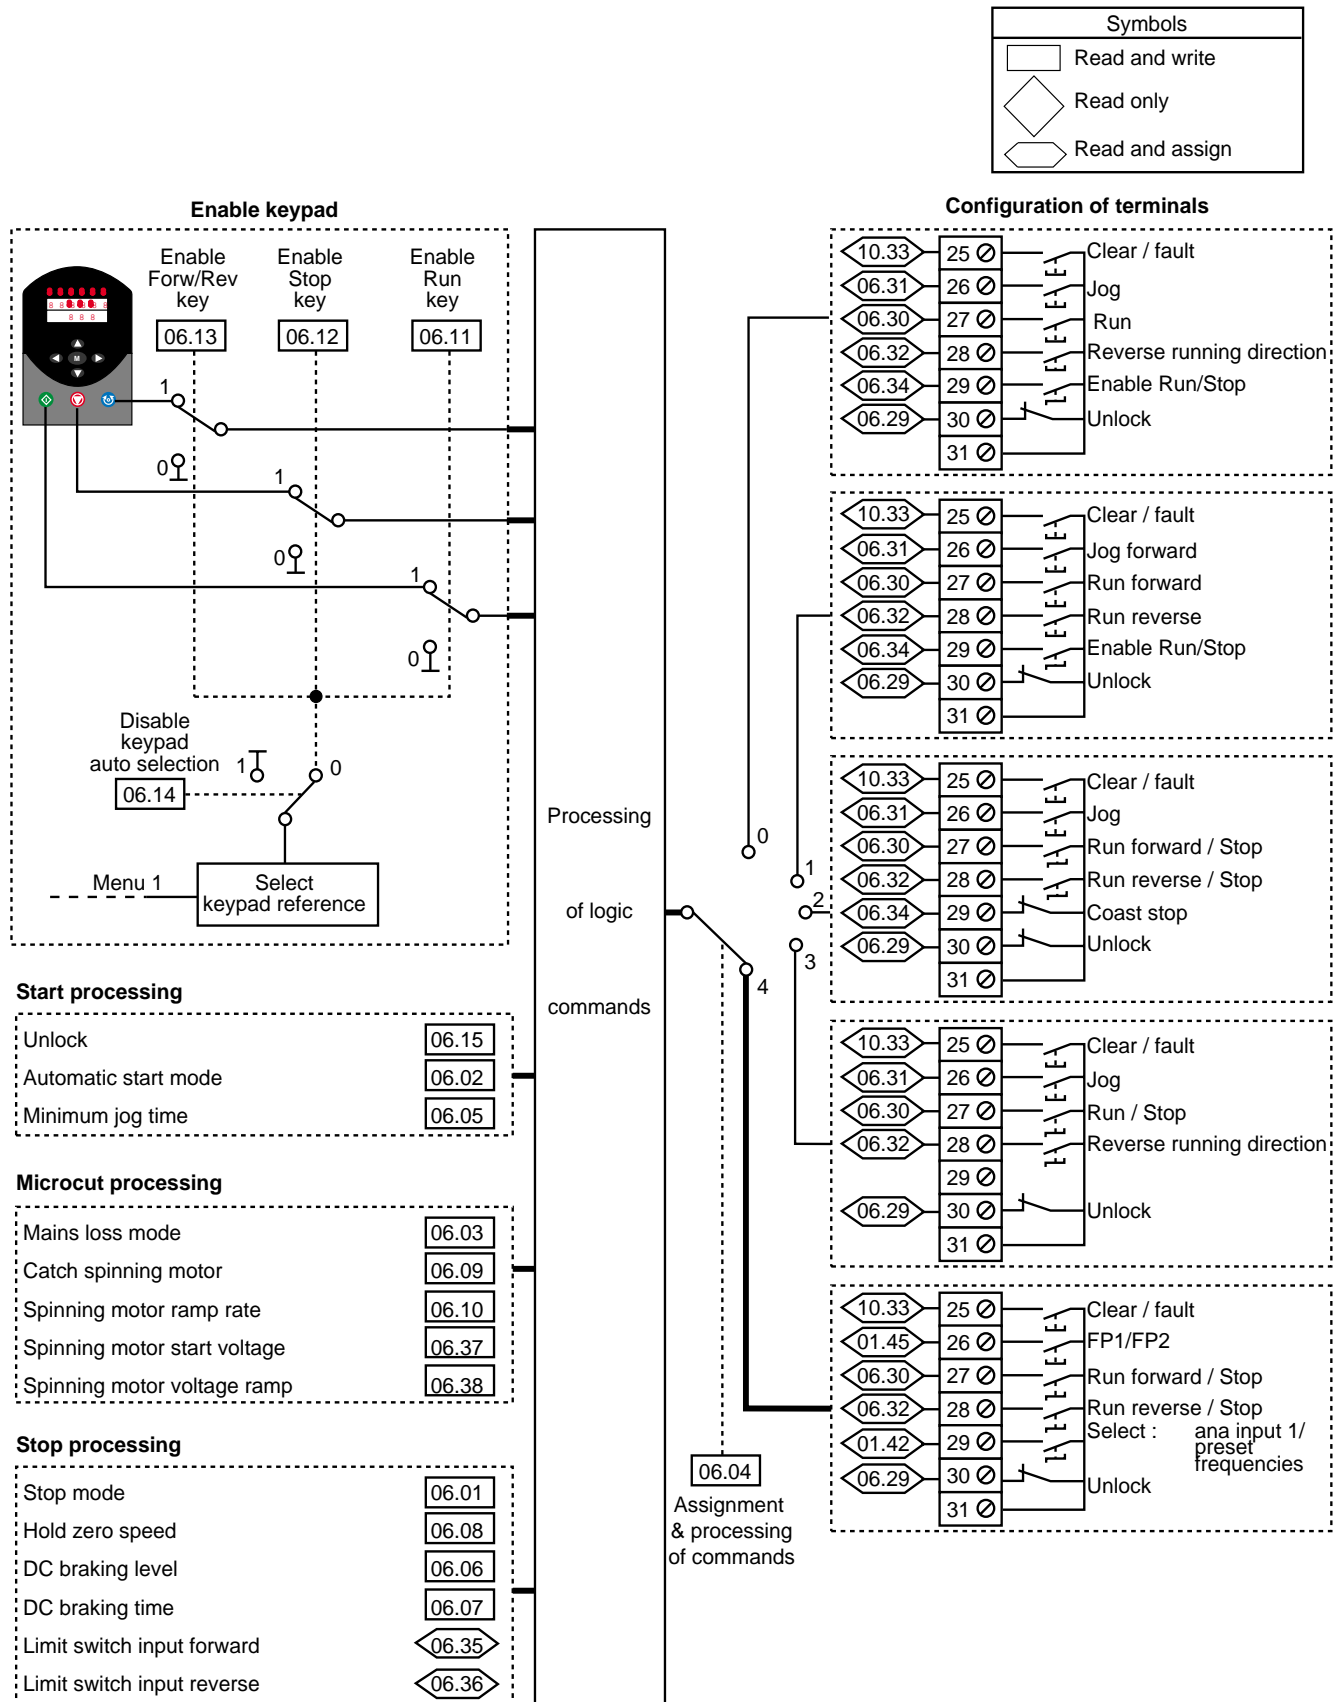 Symbols
Read and write
Read only
Read and assign
Enable keypad
Enable
Forw/Rev
key
Enable
Stop
key
Enable
Run
key
06.13
06.12
06.11
M
1
0
1
0
1
0
Disable
keypad
auto selection
06.14
1
0
Menu 1
Select
keypad reference
Start processing
Unlock 06.15
Automatic start mode 06.02
Minimum jog time 06.05
Microcut processing
Mains loss mode 06.03
Catch spinning motor 06.09
Spinning motor ramp rate 06.10
Spinning motor start voltage 06.37
Spinning motor voltage ramp 06.38
Stop processing
Stop mode 06.01
Hold zero speed 06.08
DC braking level 06.06
DC braking time 06.07
Limit switch input forward 06.35
Limit switch input reverse 06.36
Processing
of logic
commands
0
1
2
3
4
06.04
Assignment
& processing
of commands
Configuration of terminals
10.33 25 Clear / fault
06.31 26 Jog
06.30 27 Run
06.32 28 Reverse running direction
06.34 29 Enable Run/Stop
06.29 30 Unlock
31
10.33 25 Clear / fault
06.31 26 Jog forward
06.30 27 Run forward
06.32 28 Run reverse
06.34 29 Enable Run/Stop
06.29 30 Unlock
31
10.33 25 Clear / fault
06.31 26 Jog
06.30 27 Run forward / Stop
06.32 28 Run reverse / Stop
06.34 29 Coast stop
06.29 30 Unlock
31
10.33 25 Clear / fault
06.31 26 Jog
06.30 27 Run / Stop
06.32 28 Reverse running direction
29
06.29 30 Unlock
31
10.33 25 Clear / fault
01.45 26 FP1/FP2
06.30 27 Run forward / Stop
06.32 28 Run reverse / Stop
01.42 29 Select : ana input 1/
preset
frequencies
06.29 30 Unlock
31